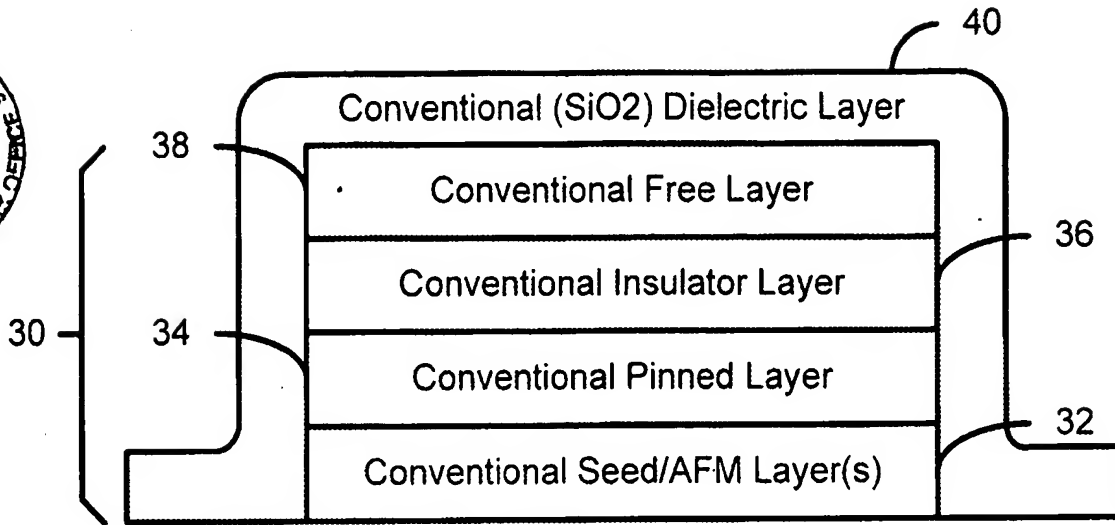 40
Conventional (SiO2) Dielectric Layer
38
Conventional Free Layer
36
Conventional Insulator Layer
30
34
Conventional Pinned Layer
32
Conventional Seed/AFM Layer(s)
OFFICE